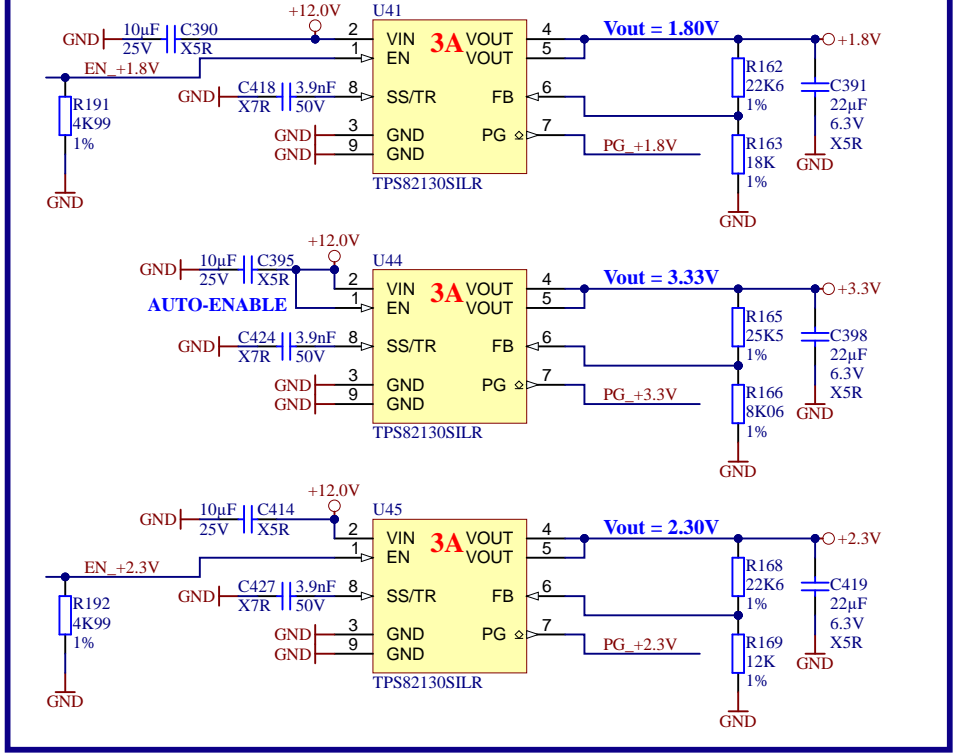 +12.0V
U41
10µF C390
GND
25V X5R
2 VIN 3A VOUT 4
1 EN VOUT 5
Vout = 1.80V
+1.8V
EN_+1.8V
R191
4K99
1%
GND
C418 3.9nF
GND
X7R 50V
8 SS/TR FB 6
GND 3 GND PG 7
GND 9 GND
PG_+1.8V
TPS82130SILR
R162
22K6
1%
R163
18K
1%
GND
C391
22µF
6.3V
X5R
GND
+12.0V
U44
10µF C395
GND
25V X5R
AUTO-ENABLE
2 VIN 3A VOUT 4
1 EN VOUT 5
Vout = 3.33V
+3.3V
C424 3.9nF
GND
X7R 50V
8 SS/TR FB 6
GND 3 GND PG 7
GND 9 GND
PG_+3.3V
TPS82130SILR
R165
25K5
1%
R166
8K06
1%
GND
C398
22µF
6.3V
X5R
GND
+12.0V
U45
10µF C414
GND
25V X5R
2 VIN 3A VOUT 4
1 EN VOUT 5
Vout = 2.30V
+2.3V
EN_+2.3V
R192
4K99
1%
GND
C427 3.9nF
GND
X7R 50V
8 SS/TR FB 6
GND 3 GND PG 7
GND 9 GND
PG_+2.3V
TPS82130SILR
R168
22K6
1%
R169
12K
1%
GND
C419
22µF
6.3V
X5R
GND